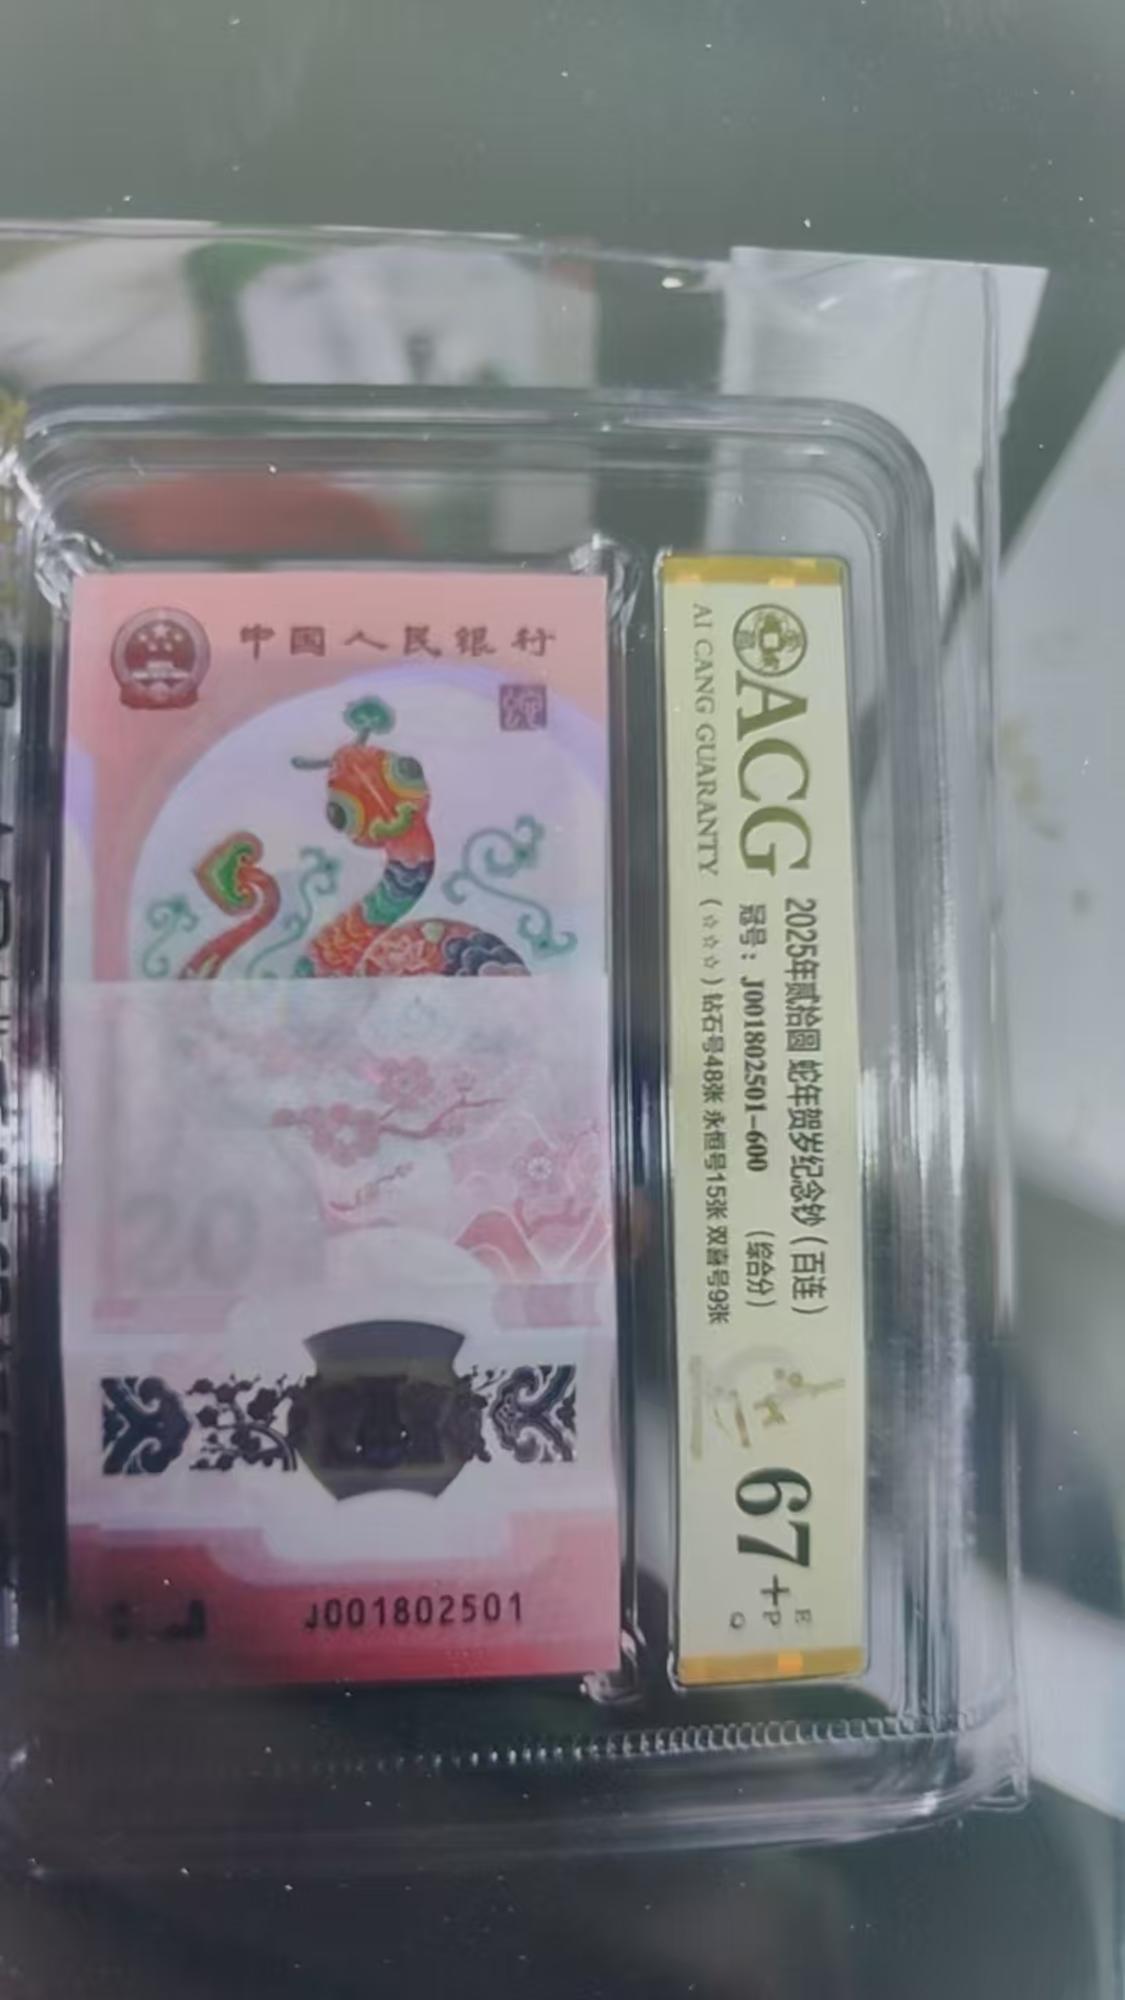 中国人民银行
20
J001802501
ACG
AI CANG GUARANTY
2025年贰拾圆 蛇年贺岁纪念钞（百连）
冠号：J001802501-600 （综合分）
（☆☆☆）钻石号48张 永恒号15张 双喜号9张
67+
EPQ